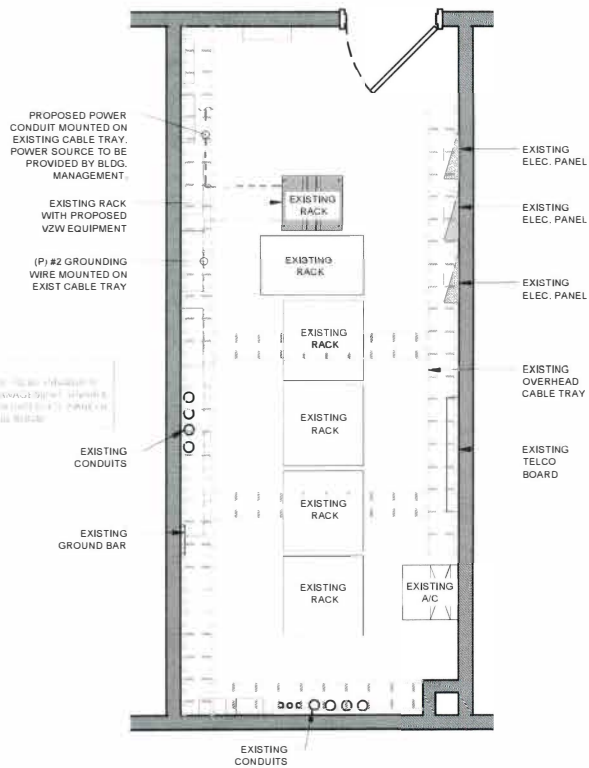 PROPOSED POWER
CONDUIT MOUNTED ON
EXISTING CABLE TRAY.
POWER SOURCE TO BE
PROVIDED BY BLDG.
MANAGEMENT.
EXISTING RACK
WITH PROPOSED
VZW EQUIPMENT
(P) #2 GROUNDING
WIRE MOUNTED ON
EXIST CABLE TRAY
EXISTING
CONDUITS
EXISTING
GROUND BAR
EXISTING
RACK
EXISTING
RACK
EXISTING
RACK
EXISTING
RACK
EXISTING
RACK
EXISTING
RACK
EXISTING
A/C
EXISTING
ELEC. PANEL
EXISTING
ELEC. PANEL
EXISTING
ELEC. PANEL
EXISTING
OVERHEAD
CABLE TRAY
EXISTING
TELCO
BOARD
EXISTING
CONDUITS